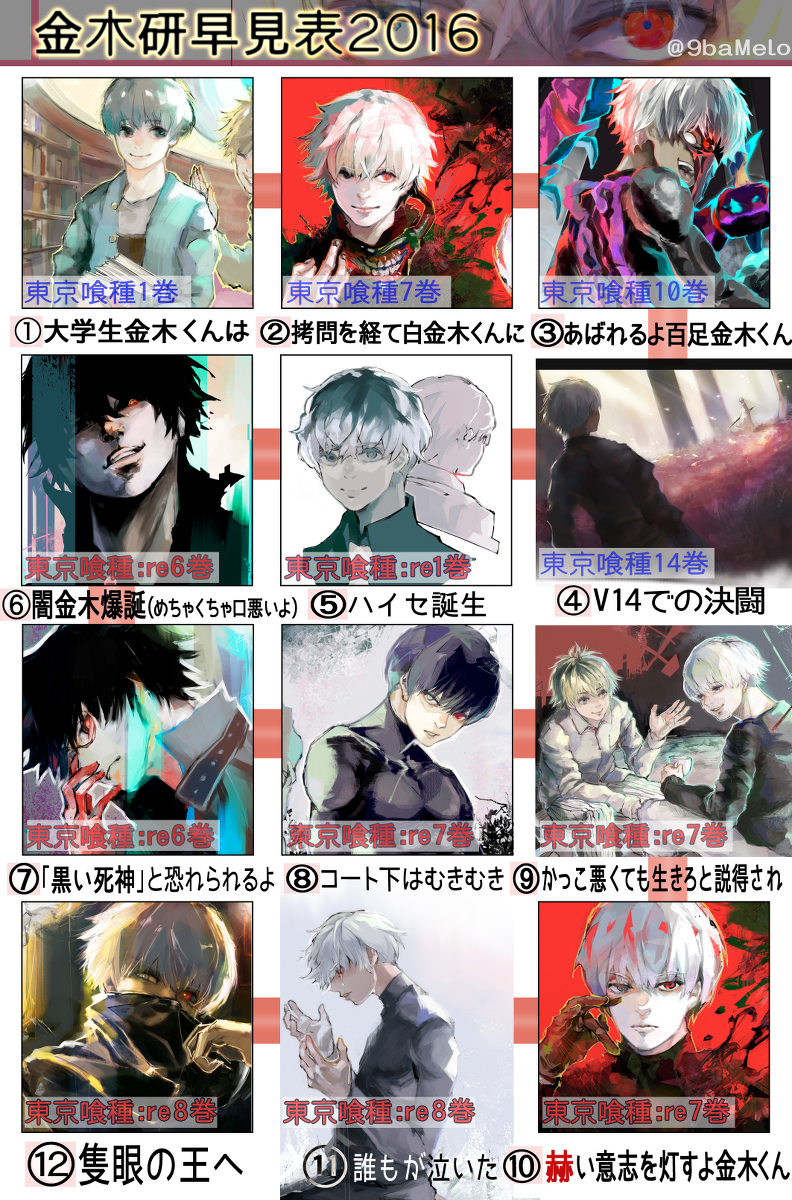 金木研早見表2016
@9baMelo
東京喰種1巻
①大学生金木くんは
東京喰種7巻
②拷問を経て白金木くんに
東京喰種10巻
③あばれるよ百足金木くん
東京喰種14巻
④V14での決闘
東京喰種:re1巻
⑤ハイセ誕生
東京喰種:re6巻
⑥闇金木爆誕(めちゃくちゃ口悪いよ)
東京喰種:re6巻
⑦「黒い死神」と恐れられるよ
東京喰種:re7巻
⑧コート下はむきむき
東京喰種:re7巻
⑨かっこ悪くても生きろと説得され
東京喰種:re7巻
⑩赫い意志を灯すよ金木くん
東京喰種:re8巻
⑪誰もが泣いた
東京喰種:re8巻
⑫隻眼の王へ